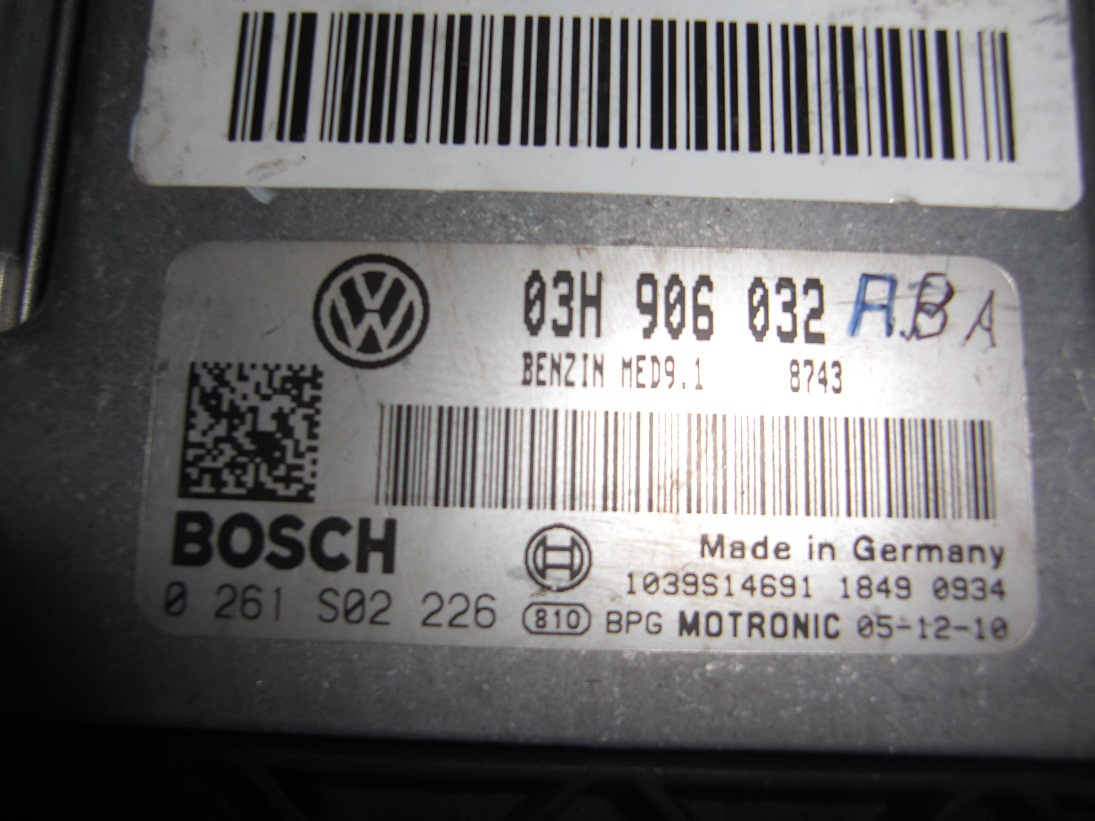 03H 906 032 ABA
BENZIN MED9.1 8743
BOSCH
Made in Germany
1039S14691 1849 0934
0 261 S02 226
810 BPG MOTRONIC 05-12-10